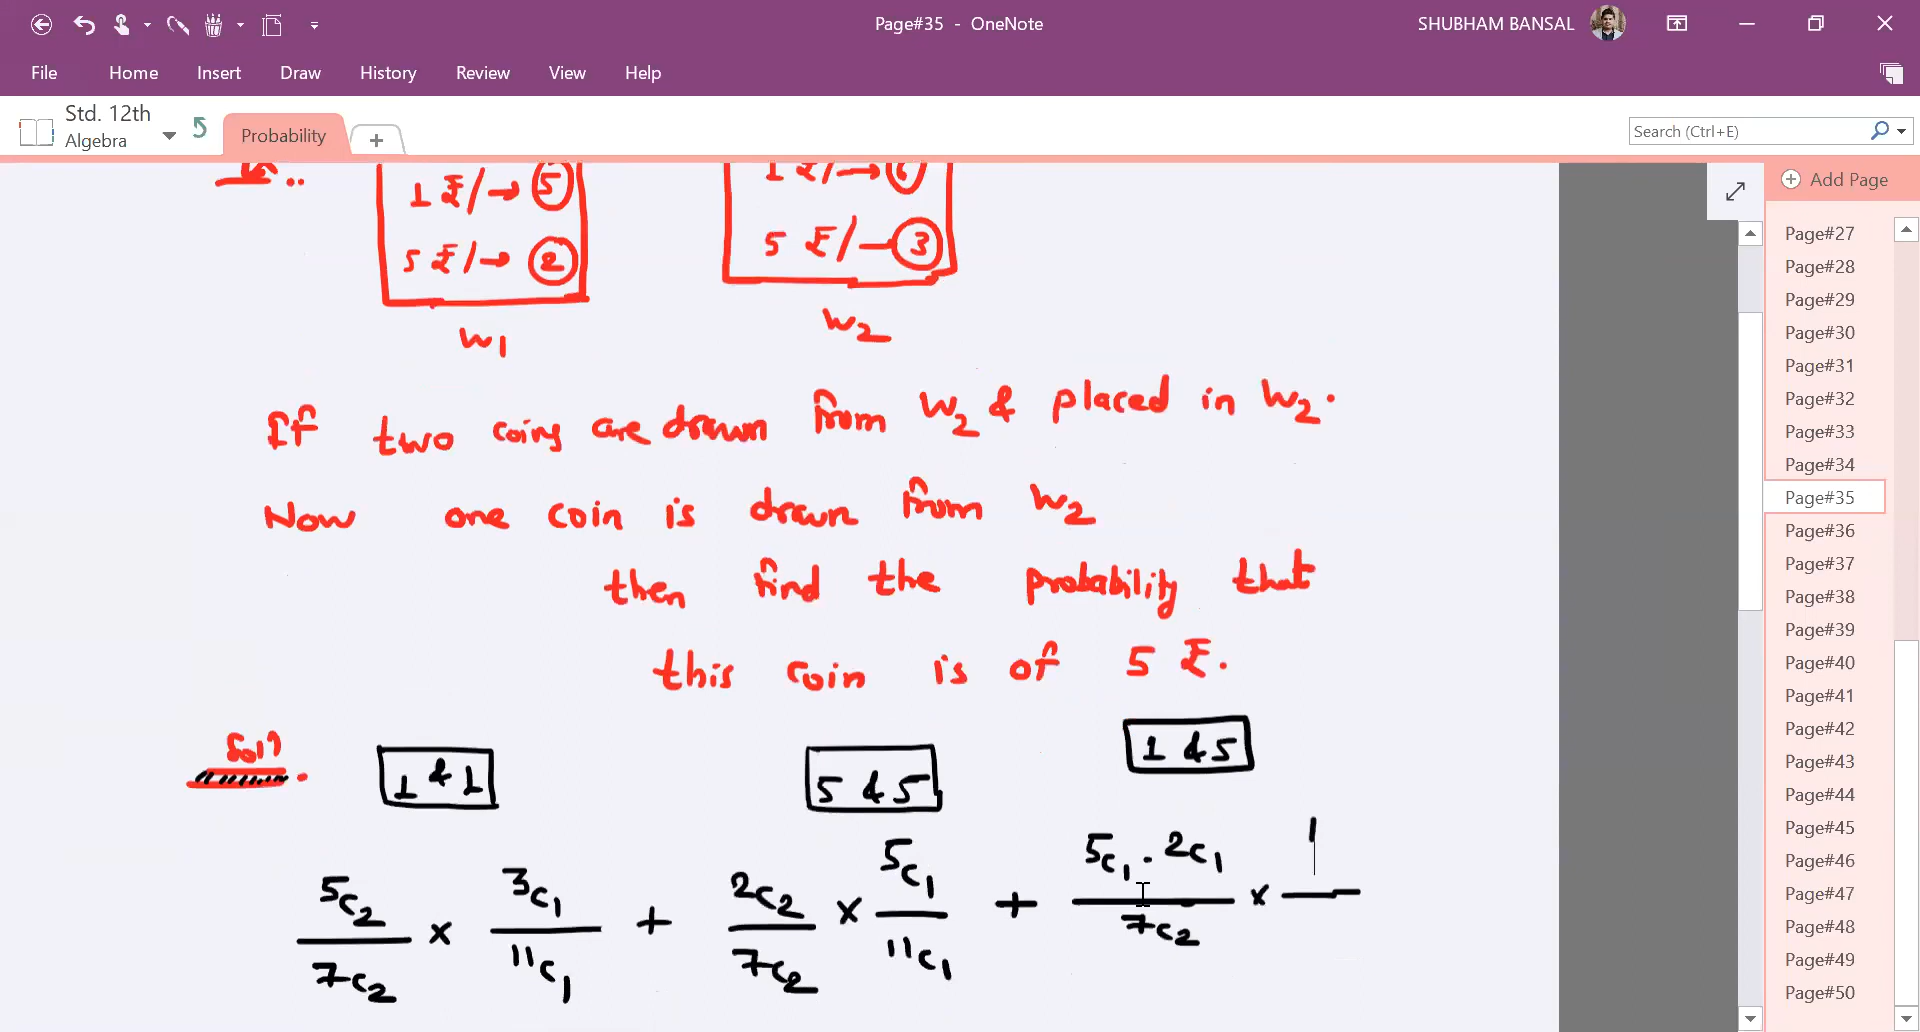 Page#35 - OneNote
SHUBHAM BANSAL
File Home Insert Draw History Review View Help
Std. 12th
Algebra
Probability
Search (Ctrl+E)
Add Page
1 ₹/→ 5
5 ₹/→ 2
W1
1 ₹/→
5 ₹/→ 3
W2
If two coins are drawn from W2 & placed in W2.
Now one coin is drawn from W2
then find the probability that
this coin is of 5 ₹.
Sol?
1 & 1
5 & 5
1 & 5
5c2 / 7c2 × 3c1 / 11c1 + 2c2 / 7c2 × 5c1 / 11c1 + 5c1 . 2c1 / 7c2 ×
Page#27
Page#28
Page#29
Page#30
Page#31
Page#32
Page#33
Page#34
Page#35
Page#36
Page#37
Page#38
Page#39
Page#40
Page#41
Page#42
Page#43
Page#44
Page#45
Page#46
Page#47
Page#48
Page#49
Page#50